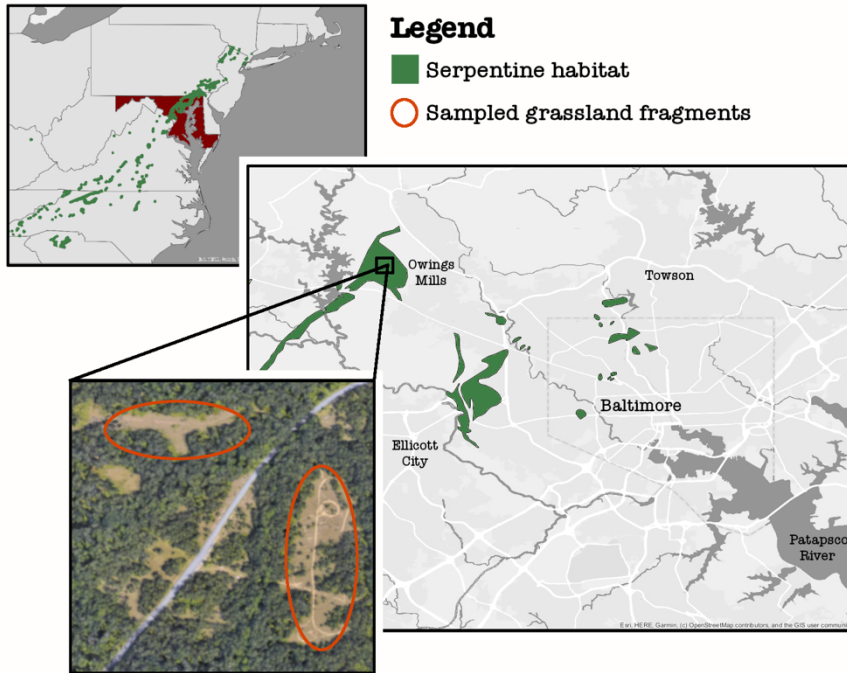 Legend
Serpentine habitat
Sampled grassland fragments
Owings
Mills
Towson
Baltimore
Ellicott
City
Patapsco
River
Esri, HERE, Garmin, (c) OpenStreetMap contributors, and the GIS user commun